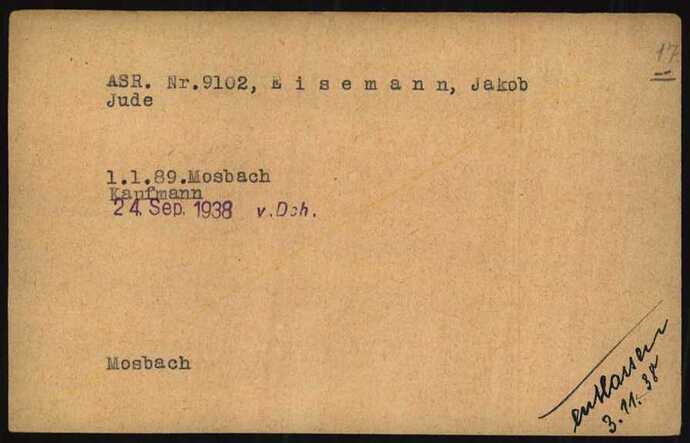 17
ASR. Nr.9102, E i s e m a n n, Jakob
Jude
1.1.89.Mosbach
Kaufmann
24. Sep. 1938 v.Dch.
Mosbach
entlassen
3.11.38